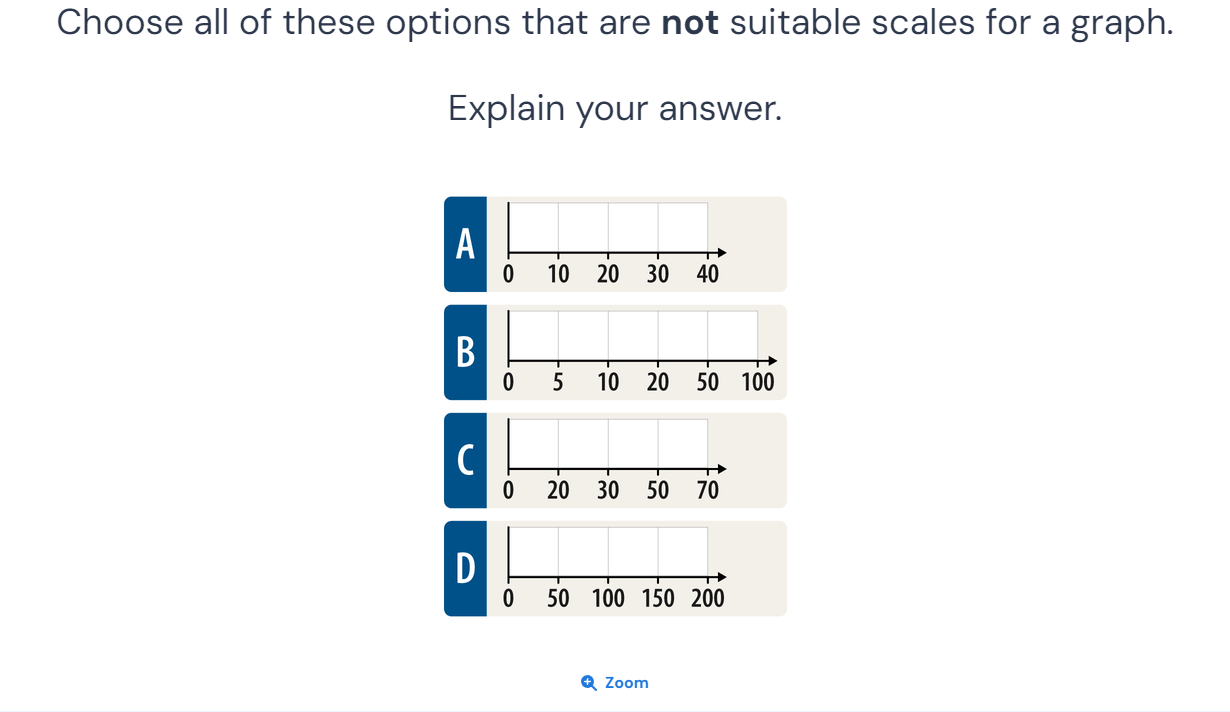 Choose all of these options that are not suitable scales for a graph.
Explain your answer.
A
0 10 20 30 40
B
0 5 10 20 50 100
C
0 20 30 50 70
D
0 50 100 150 200
Zoom